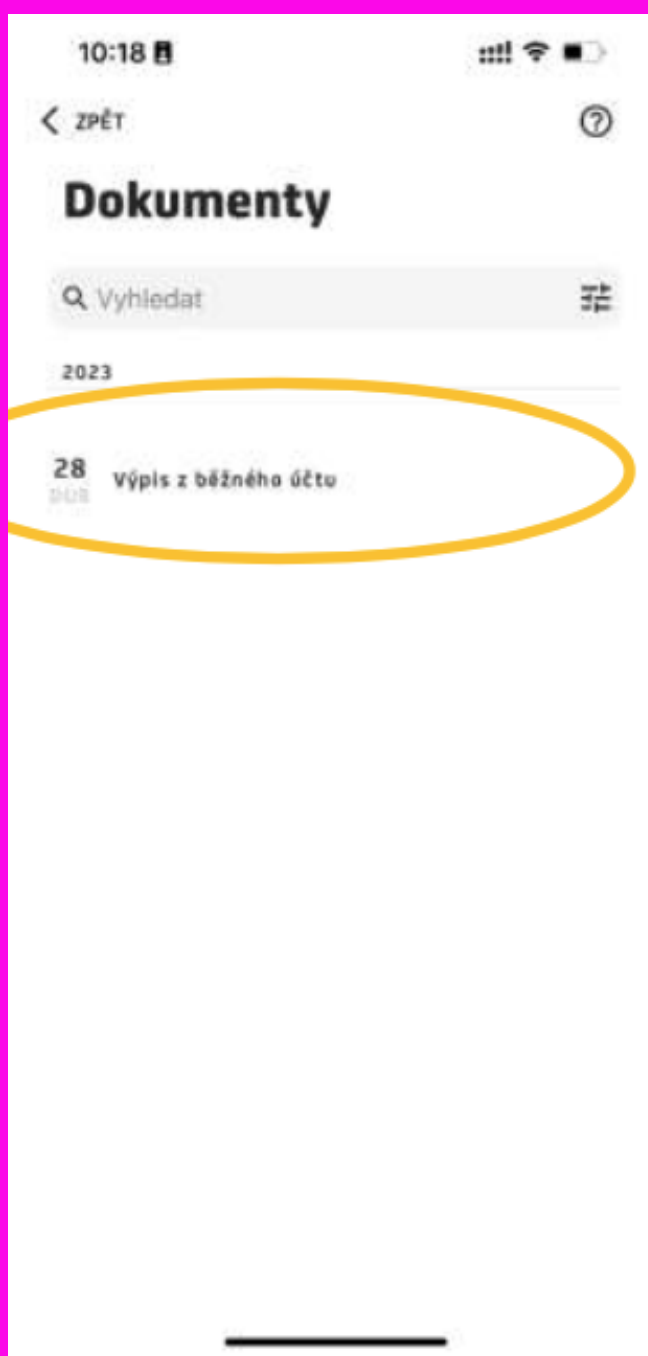 10:18
ZPĚT
Dokumenty
Vyhledat
2023
28
DUB
Výpis z běžného účtu